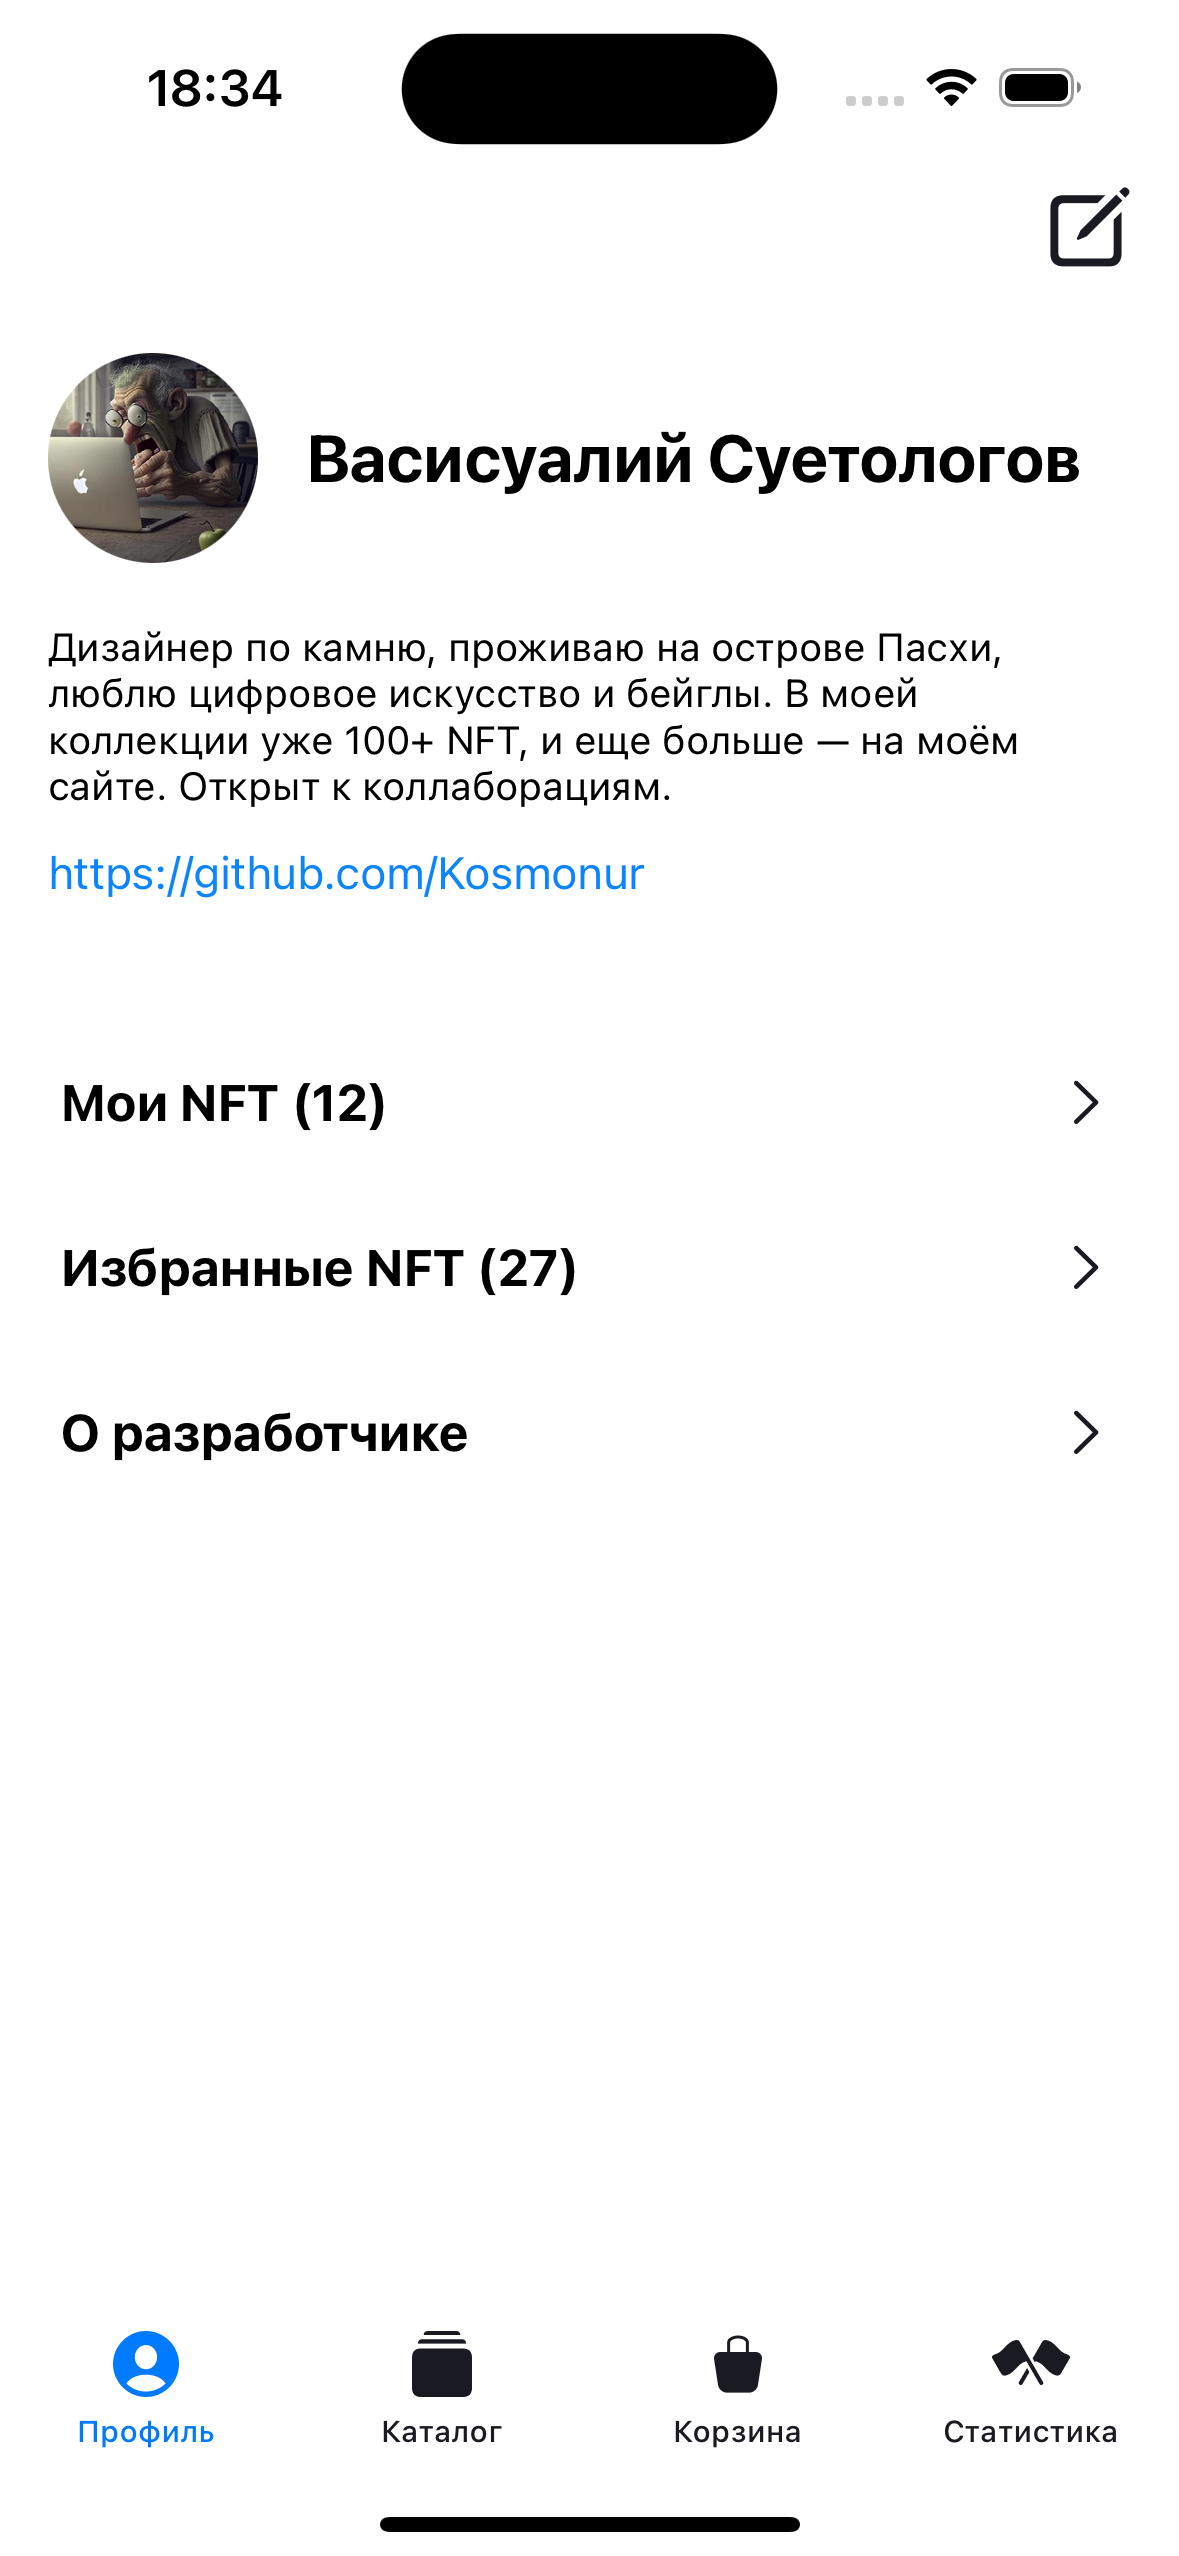 18:34
Васисуалий Суетологов
Дизайнер по камню, проживаю на острове Пасхи,
люблю цифровое искусство и бейглы. В моей
коллекции уже 100+ NFT, и еще больше — на моём
сайте. Открыт к коллаборациям.
https://github.com/Kosmonur
Мои NFT (12)
Избранные NFT (27)
О разработчике
Профиль
Каталог
Корзина
Статистика